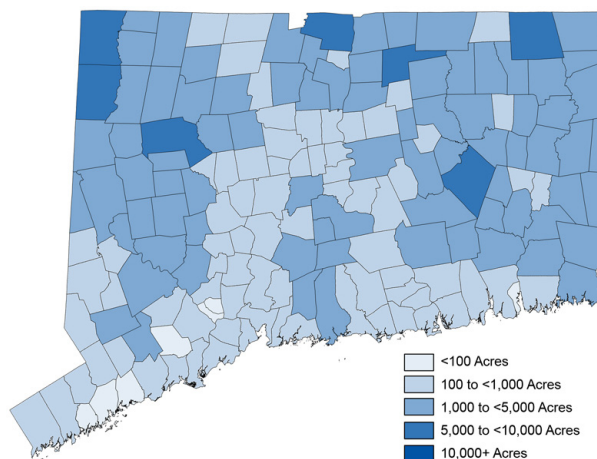 <100 Acres
100 to <1,000 Acres
1,000 to <5,000 Acres
5,000 to <10,000 Acres
10,000+ Acres